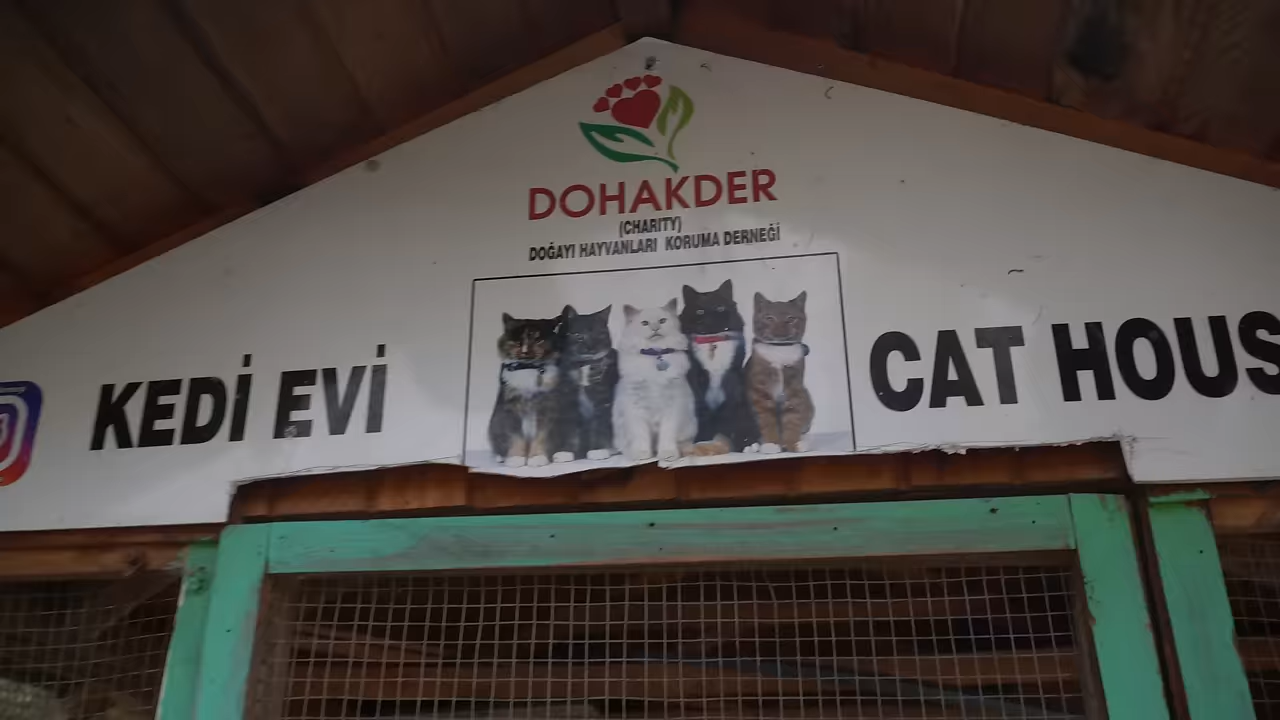 DOHAKDER
(CHARITY)
DOĞAYI HAYVANLARI KORUMA DERNEĞİ
KEDİ EVİ
CAT HOUS